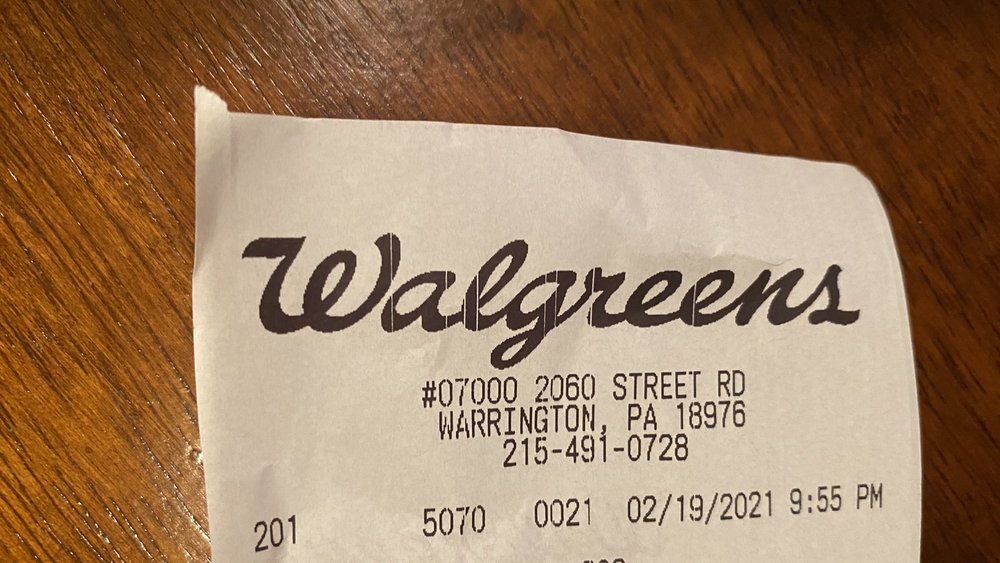 Walgreens
#07000 2060 STREET RD
WARRINGTON, PA 18976
215-491-0728
201 5070 0021 02/19/2021 9:55 PM